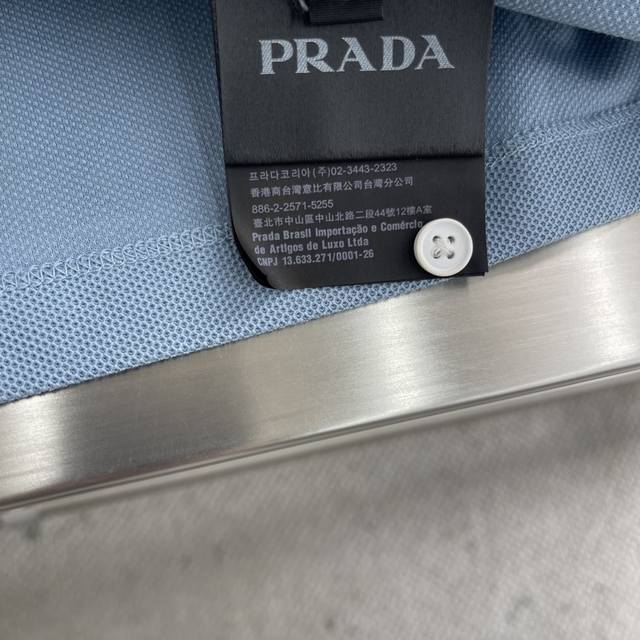 PRADA
프라다코리아 (주)02-3443-2323
香港商台灣意比有限公司台灣分公司
886-2-2571-5255
臺北市中山區中山北路二段44號12樓A室
Prada Brasil Importação e Comércio
de Artigos de Luxo Ltda
CNPJ 13.633.271/0001-26